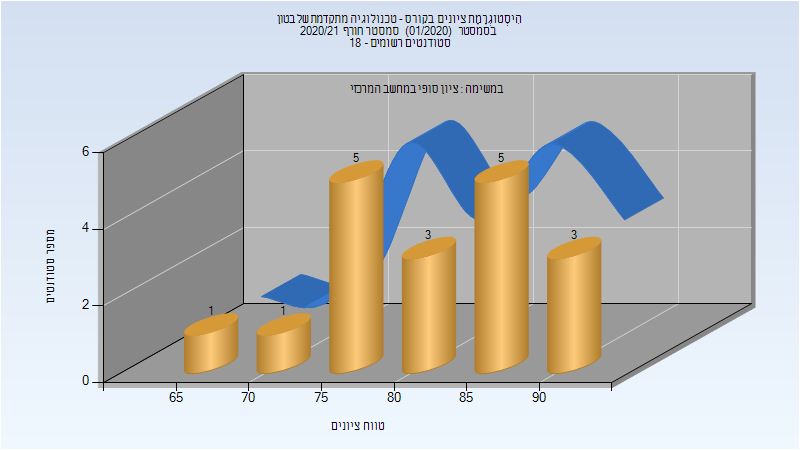 הִיסְטוֹגְרַמַת ציונים בקורס - טכנולוגיה מתקדמת של בטון
בסמסטר (01/2020) סמסטר חורף 2020/21
סטודנטים רשומים - 18
במשימה : ציון סופי במחשב המרכזי
מספר סטודנטים
6
4
2
0
1
1
5
3
5
3
65
70
75
80
85
90
טווח ציונים